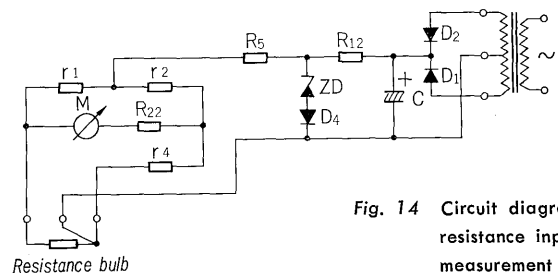 D2
R5
R12
r1
r2
D1
+
ZD
M
C
R22
D4
r4
Fig. 14 Circuit diagra
resistance inp
measurement
Resistance bulb